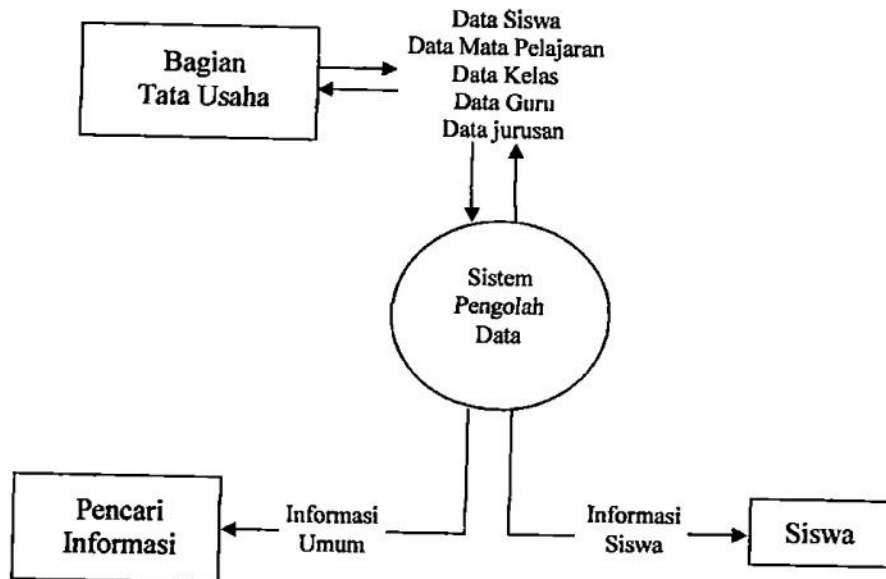 Bagian
Tata Usaha
Data Siswa
Data Mata Pelajaran
Data Kelas
Data Guru
Data jurusan
Sistem
Pengolah
Data
Pencari
Informasi
Informasi
Umum
Informasi
Siswa
Siswa